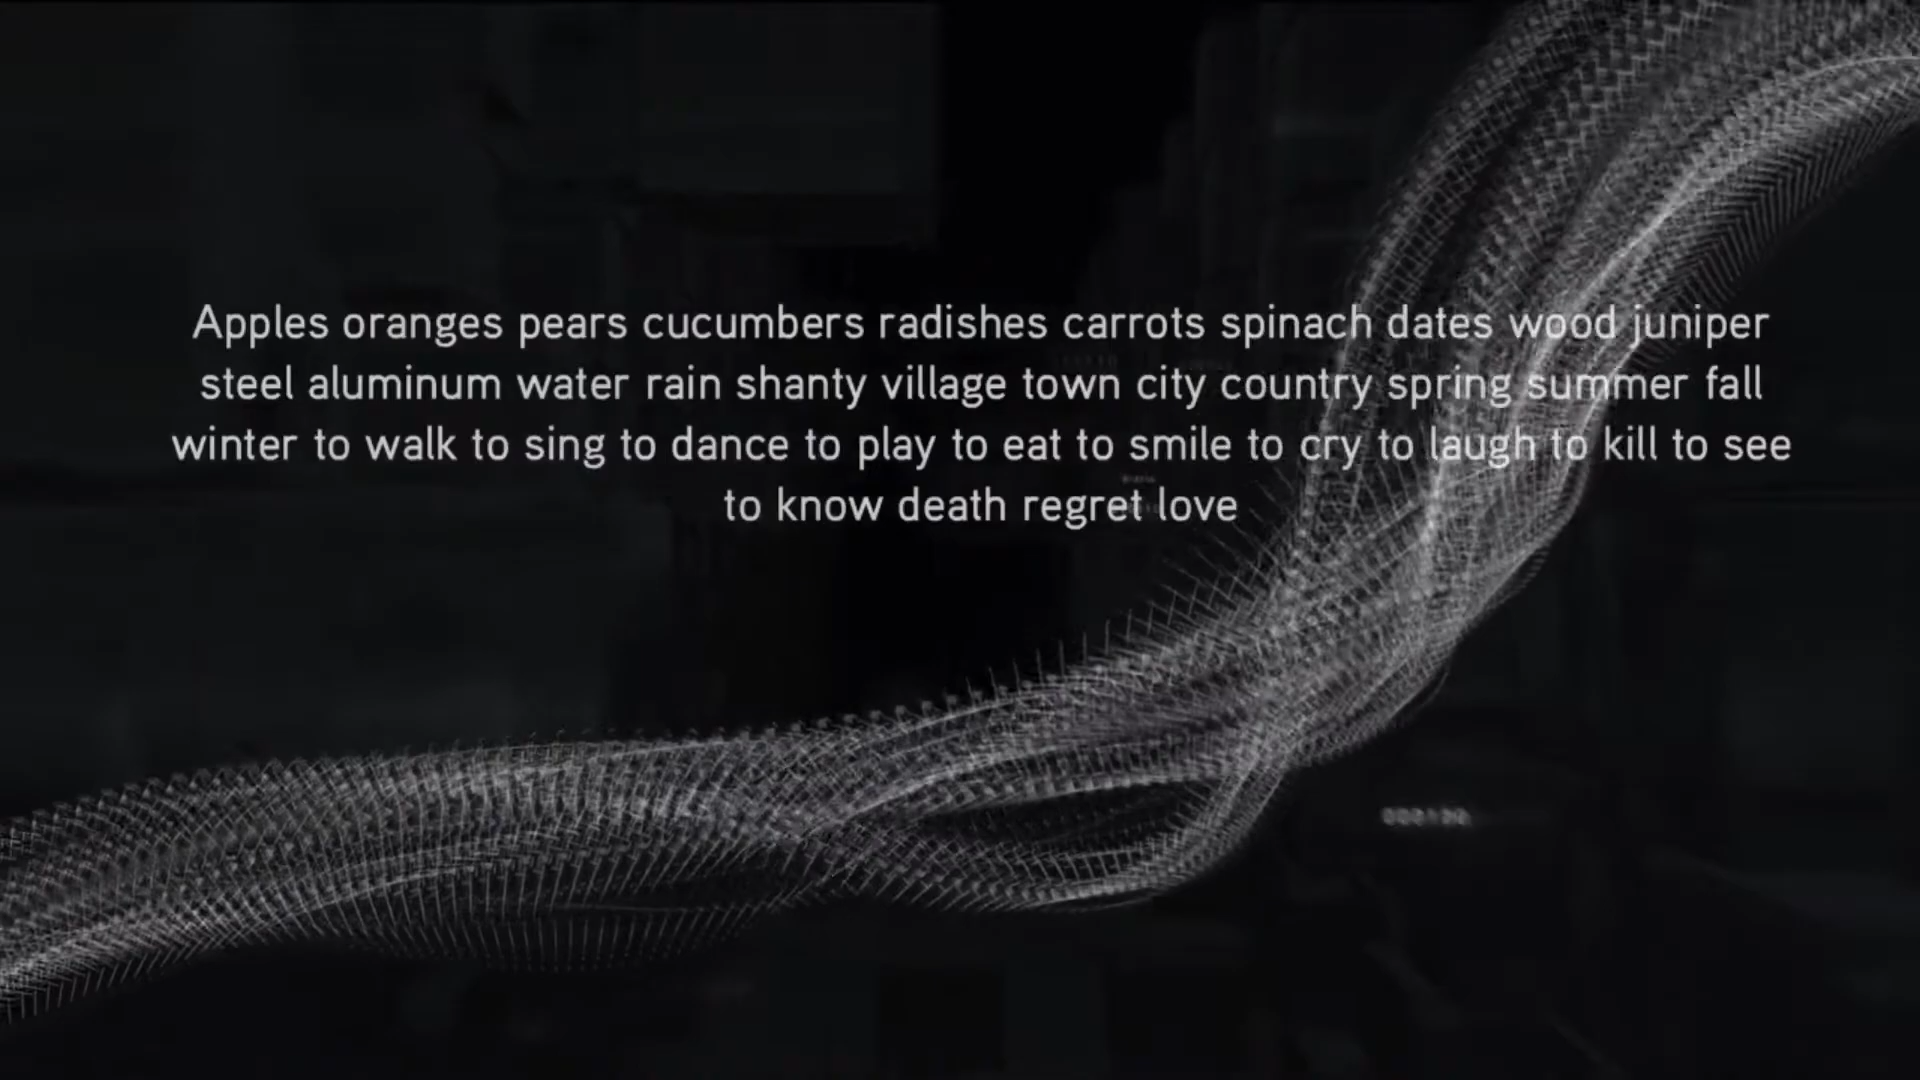 Apples oranges pears cucumbers radishes carrots spinach dates wood juniper
steel aluminum water rain shanty village town city country spring summer fall
winter to walk to sing to dance to play to eat to smile to cry to laugh to kill to see
to know death regret love